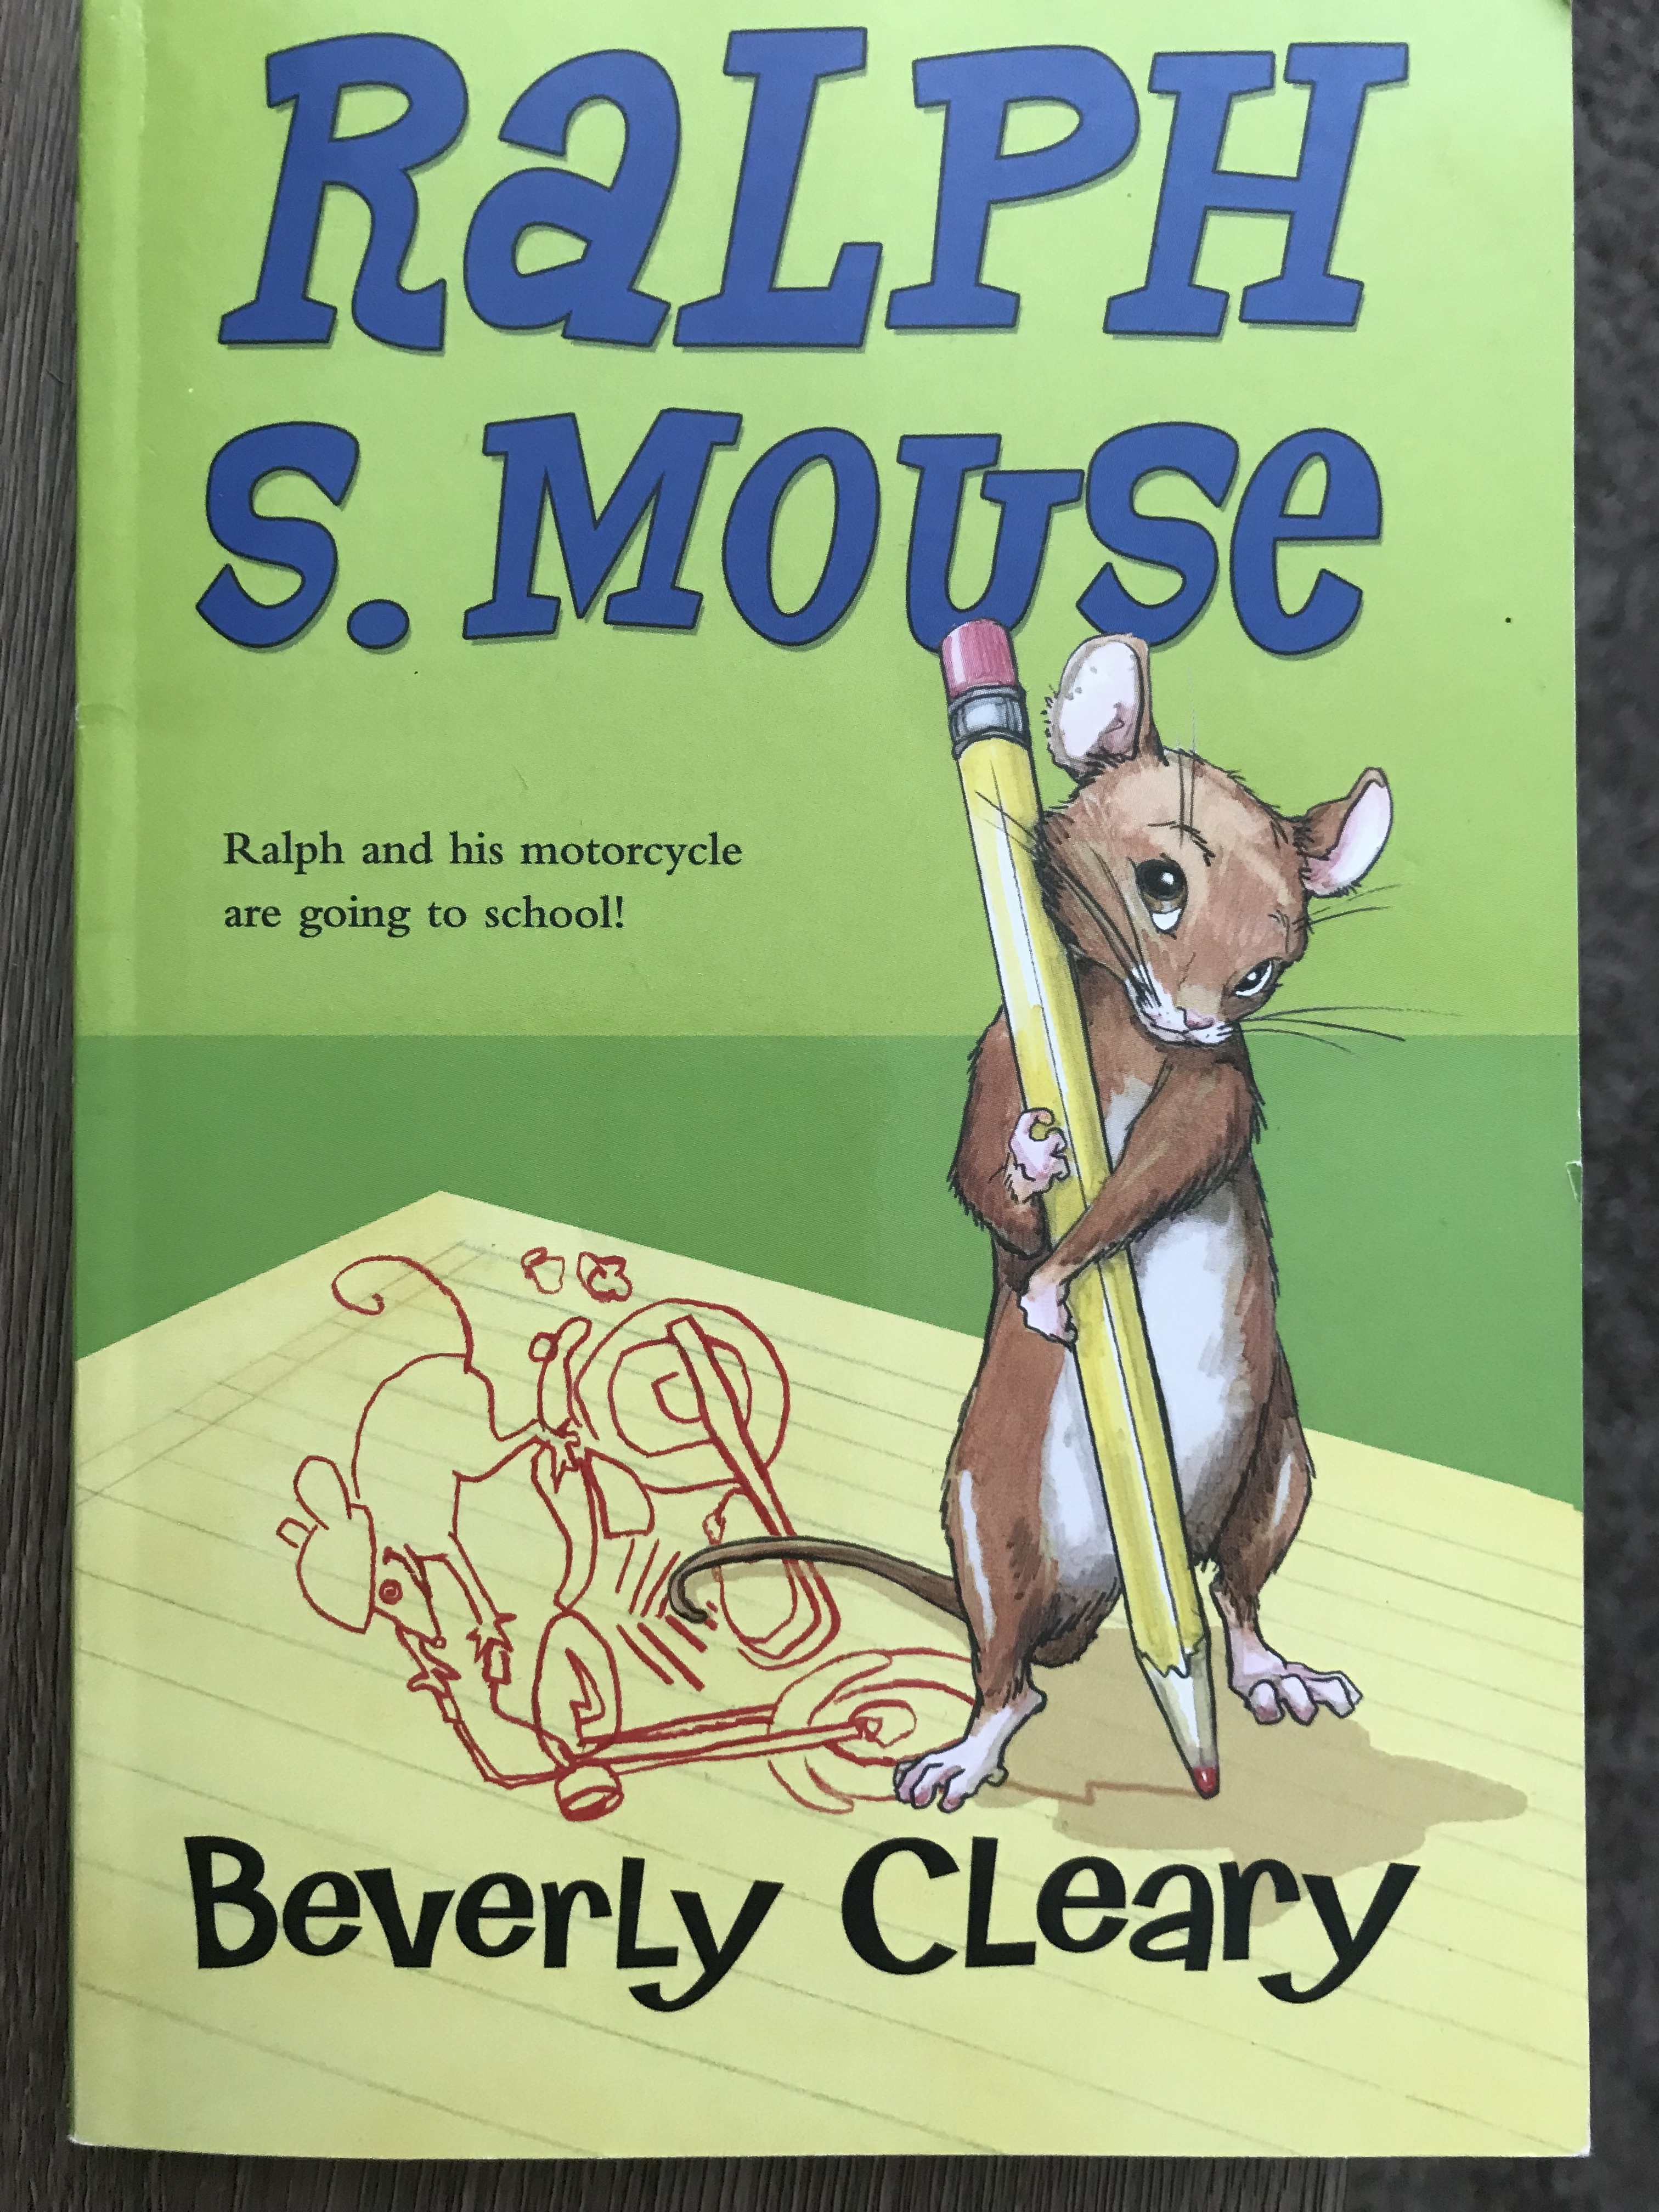 RaLPH
S. MOUSe
Ralph and his motorcycle
are going to school!
Beverly Cleary